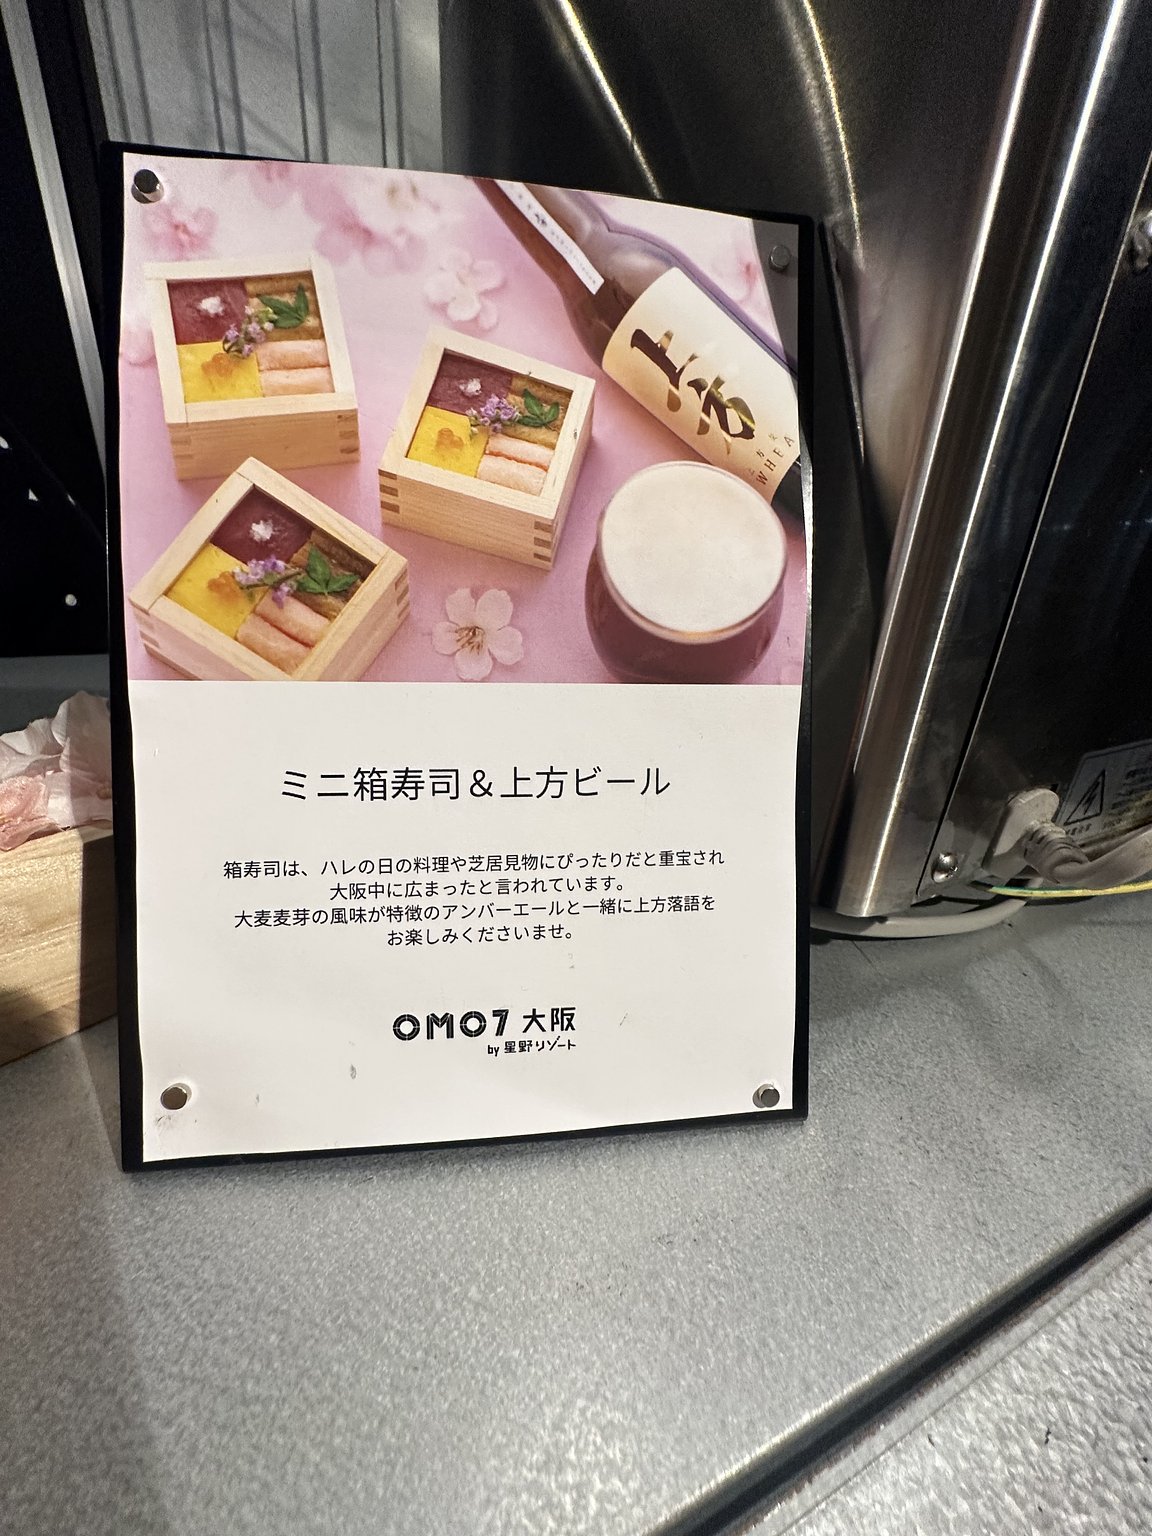 上方
WHEA
ミニ箱寿司＆上方ビール
箱寿司は、ハレの日の料理や芝居見物にぴったりだと重宝され
大阪中に広まったと言われています。
大麦麦芽の風味が特徴のアンバーエールと一緒に上方落語を
お楽しみくださいませ。
OMO7 大阪
by 星野リゾート